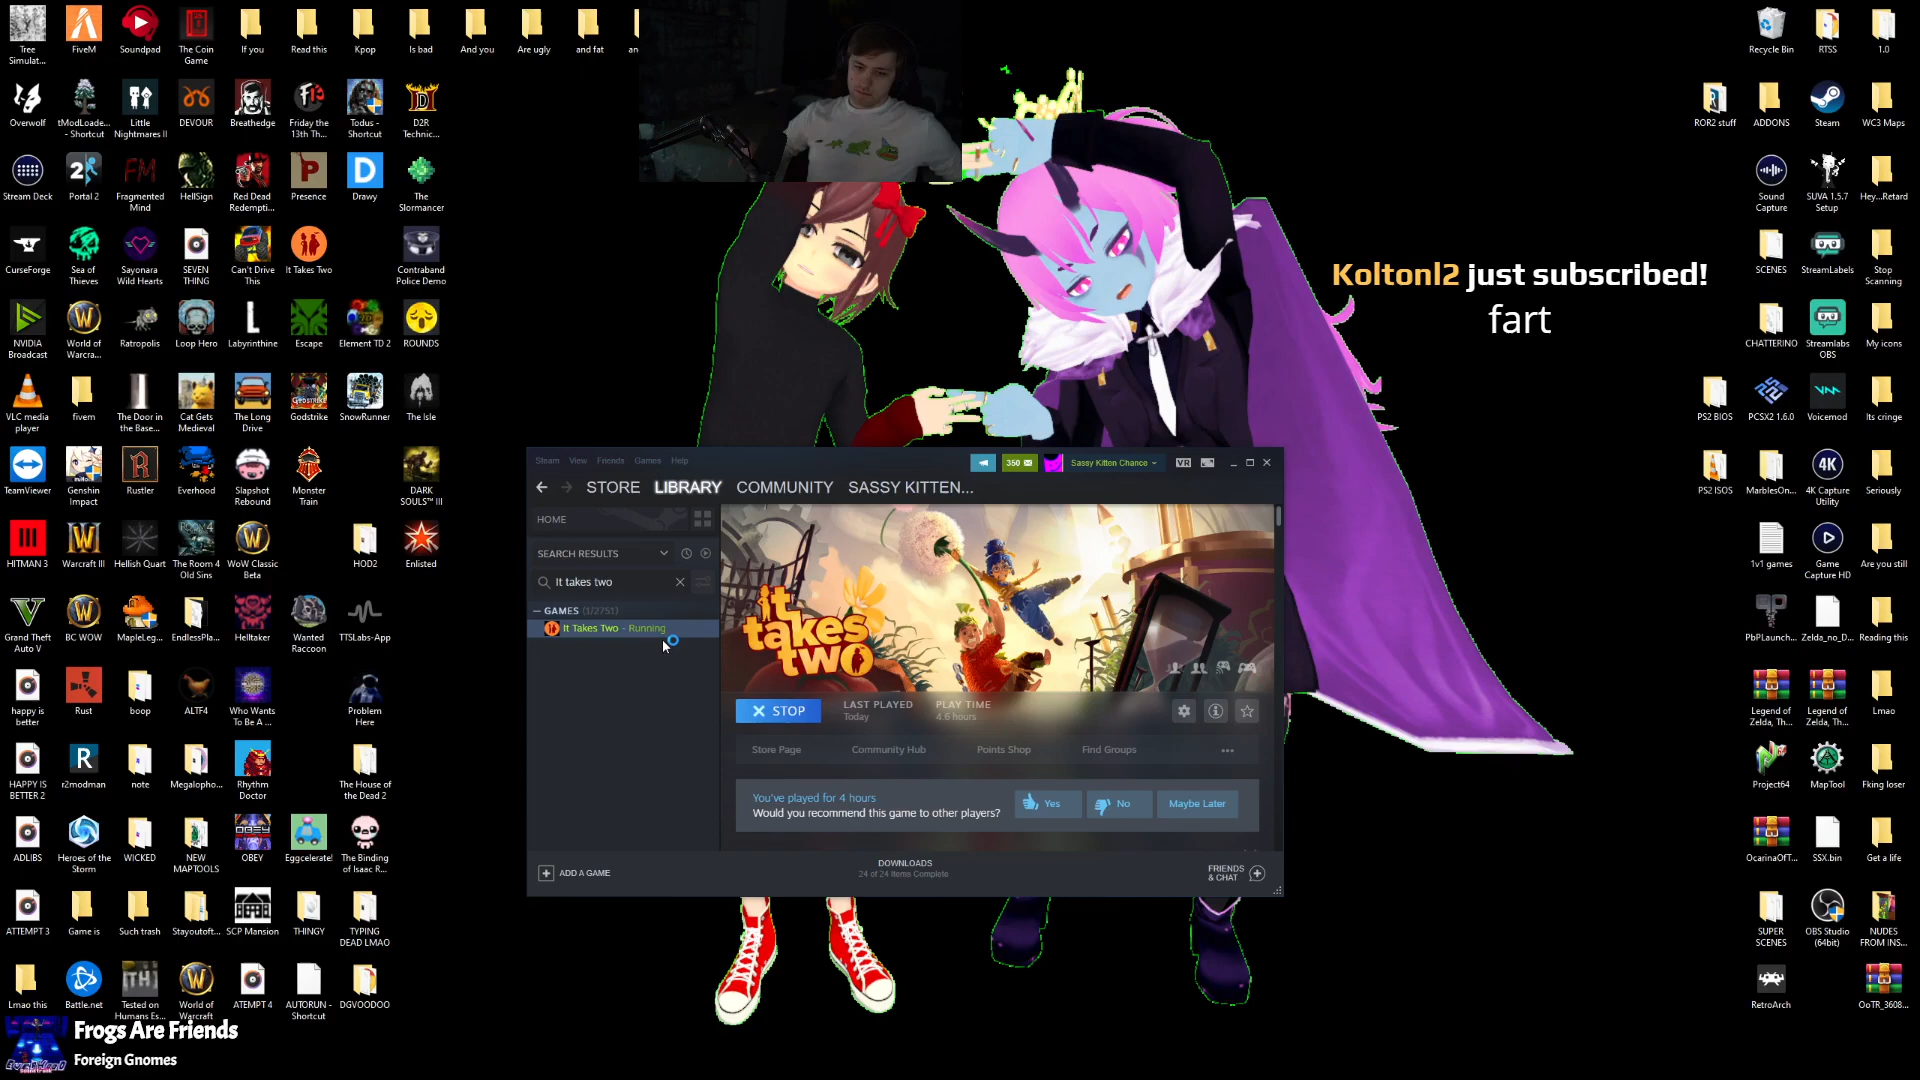 Tree
Simulat...
FiveM
Soundpad
The Coin
Game
If you
Read this
Kpop
Is bad
And you
Are ugly
and fat
an
Recycle Bin
RTSS
1.0
Overwolf
tModLoade...
- Shortcut
Little
Nightmares II
DEVOUR
Breathedge
Friday the
13th Th...
Todus -
Shortcut
D2R
Technic...
ROR2 stuff
ADDONS
Steam
WC3 Maps
Stream Deck
Portal 2
Fragmented
Mind
HellSign
Red Dead
Redempti...
Presence
Drawy
The
Slormancer
Sound
Capture
SUVA 1.5.7
Setup
Hey...Retard
CurseForge
Sea of
Thieves
Sayonara
Wild Hearts
SEVEN
THING
Can't Drive
This
It Takes Two
Contraband
Police Demo
SCENES
StreamLabels
Stop
Scanning
Koltonl2 just subscribed!
fart
NVIDIA
Broadcast
World of
Warcra...
Ratropolis
Loop Hero
Labyrinthine
Escape
Element TD 2
ROUNDS
CHATTERINO
Streamlabs
OBS
My icons
VLC media
player
fivem
The Door in
the Base...
Cat Gets
Medieval
The Long
Drive
Godstrike
SnowRunner
The Isle
PS2 BIOS
PCSX2 1.6.0
Voicemod
Its cringe
TeamViewer
Genshin
Impact
Rustler
Everhood
Slapshot
Rebound
Monster
Train
DARK
SOULS™ III
PS2 ISOS
MarblesOn...
4K Capture
Utility
Seriously
HITMAN 3
Warcraft III
Hellish Quart
The Room 4
Old Sins
WoW Classic
Beta
HOD2
Enlisted
1v1 games
Game
Capture HD
Are you still
Grand Theft
Auto V
BC WOW
MapleLeg...
EndlessPla...
Helltaker
Wanted
Raccoon
TTSLabs-App
PbPLaunch...
Zelda_no_D...
Reading this
happy is
better
Rust
boop
ALTF4
Who Wants
To Be A ...
Problem
Here
Legend of
Zelda, Th...
Legend of
Zelda, Th...
Lmao
HAPPY IS
BETTER 2
r2modman
note
Megalopho...
Rhythm
Doctor
The House of
the Dead 2
Project64
MapTool
Fking loser
ADLIBS
Heroes of the
Storm
WICKED
NEW
MAPTOOLS
OBEY
Eggcelerate!
The Binding
of Isaac R...
OcarinaOfT...
SSX.bin
Get a life
ATTEMPT 3
Game is
Such trash
Stayoutoft...
SCP Mansion
THINGY
TYPING
DEAD LMAO
SUPER
SCENES
OBS Studio
(64bit)
NUDES
FROM INS...
Lmao this
Battle.net
Tested on
Humans Es...
World of
Warcraft
ATEMPT 4
AUTORUN -
Shortcut
DGVOODOO
RetroArch
OoTR_3608...
Steam View Friends Games Help
350
Sassy Kitten Chance
VR
STORE LIBRARY COMMUNITY SASSY KITTEN...
HOME
SEARCH RESULTS
It takes two
GAMES (1/2751)
It Takes Two - Running
it
takes
two
STOP
LAST PLAYED
Today
PLAY TIME
4.6 hours
Store Page Community Hub Points Shop Find Groups
You've played for 4 hours
Would you recommend this game to other players?
Yes
No
Maybe Later
ADD A GAME
DOWNLOADS
24 of 24 Items Complete
FRIENDS
& CHAT
Frogs Are Friends
Foreign Gnomes